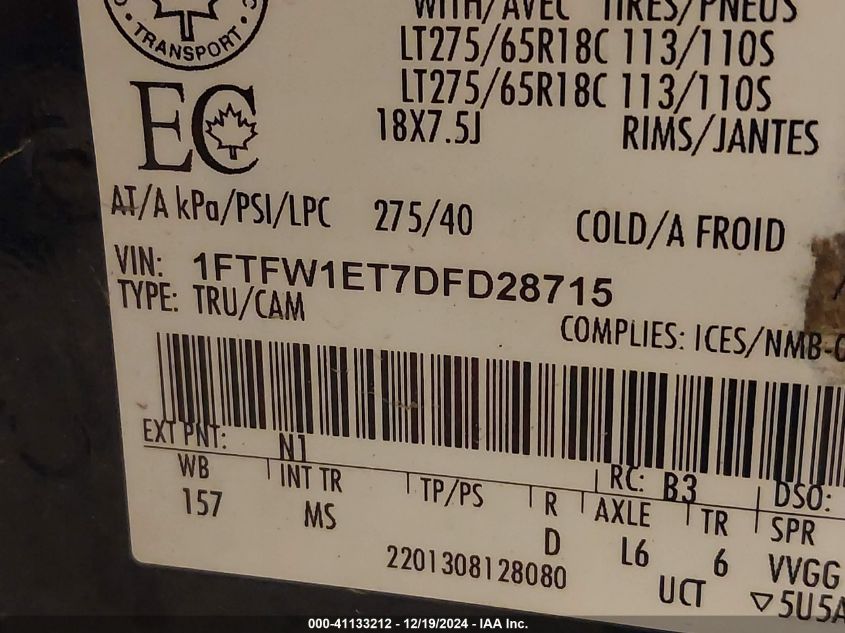 TRANSPORT
WITH/AVEC TIRES/PNEUS
LT275/65R18C 113/110S
LT275/65R18C 113/110S
EC
18X7.5J RIMS/JANTES
AT/A kPa/PSI/LPC 275/40 COLD/A FROID
VIN: 1FTFW1ET7DFD28715
TYPE: TRU/CAM
COMPLIES: ICES/NMB-0
EXT PNT: N1 RC: B3 DSO:
WB INT TR TP/PS R AXLE TR SPR
157 MS D L6 6 VVGG
2201308128080 UCT ▽5U5A
000-41133212 - 12/19/2024 - IAA Inc.